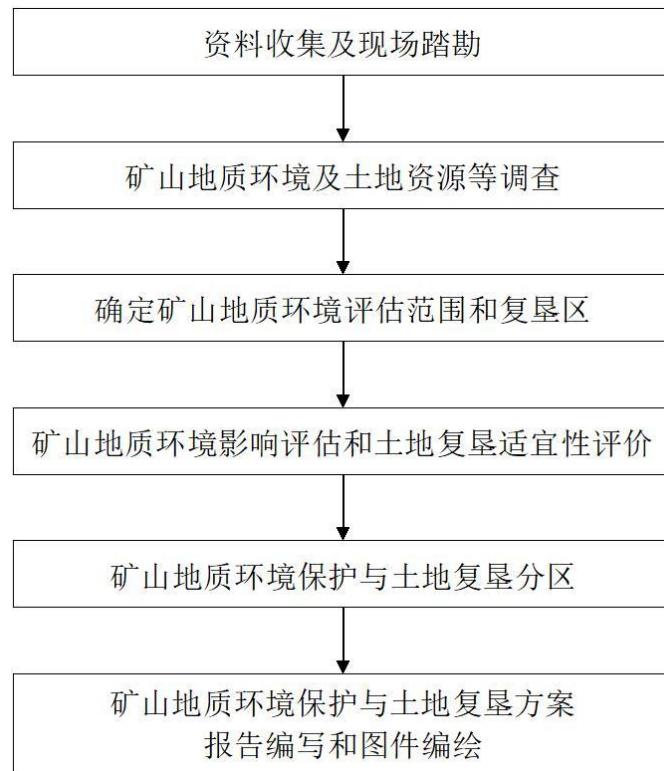 资料收集及现场踏勘
矿山地质环境及土地资源等调查
确定矿山地质环境评估范围和复垦区
矿山地质环境影响评估和土地复垦适宜性评价
矿山地质环境保护与土地复垦分区
矿山地质环境保护与土地复垦方案
报告编写和图件编绘